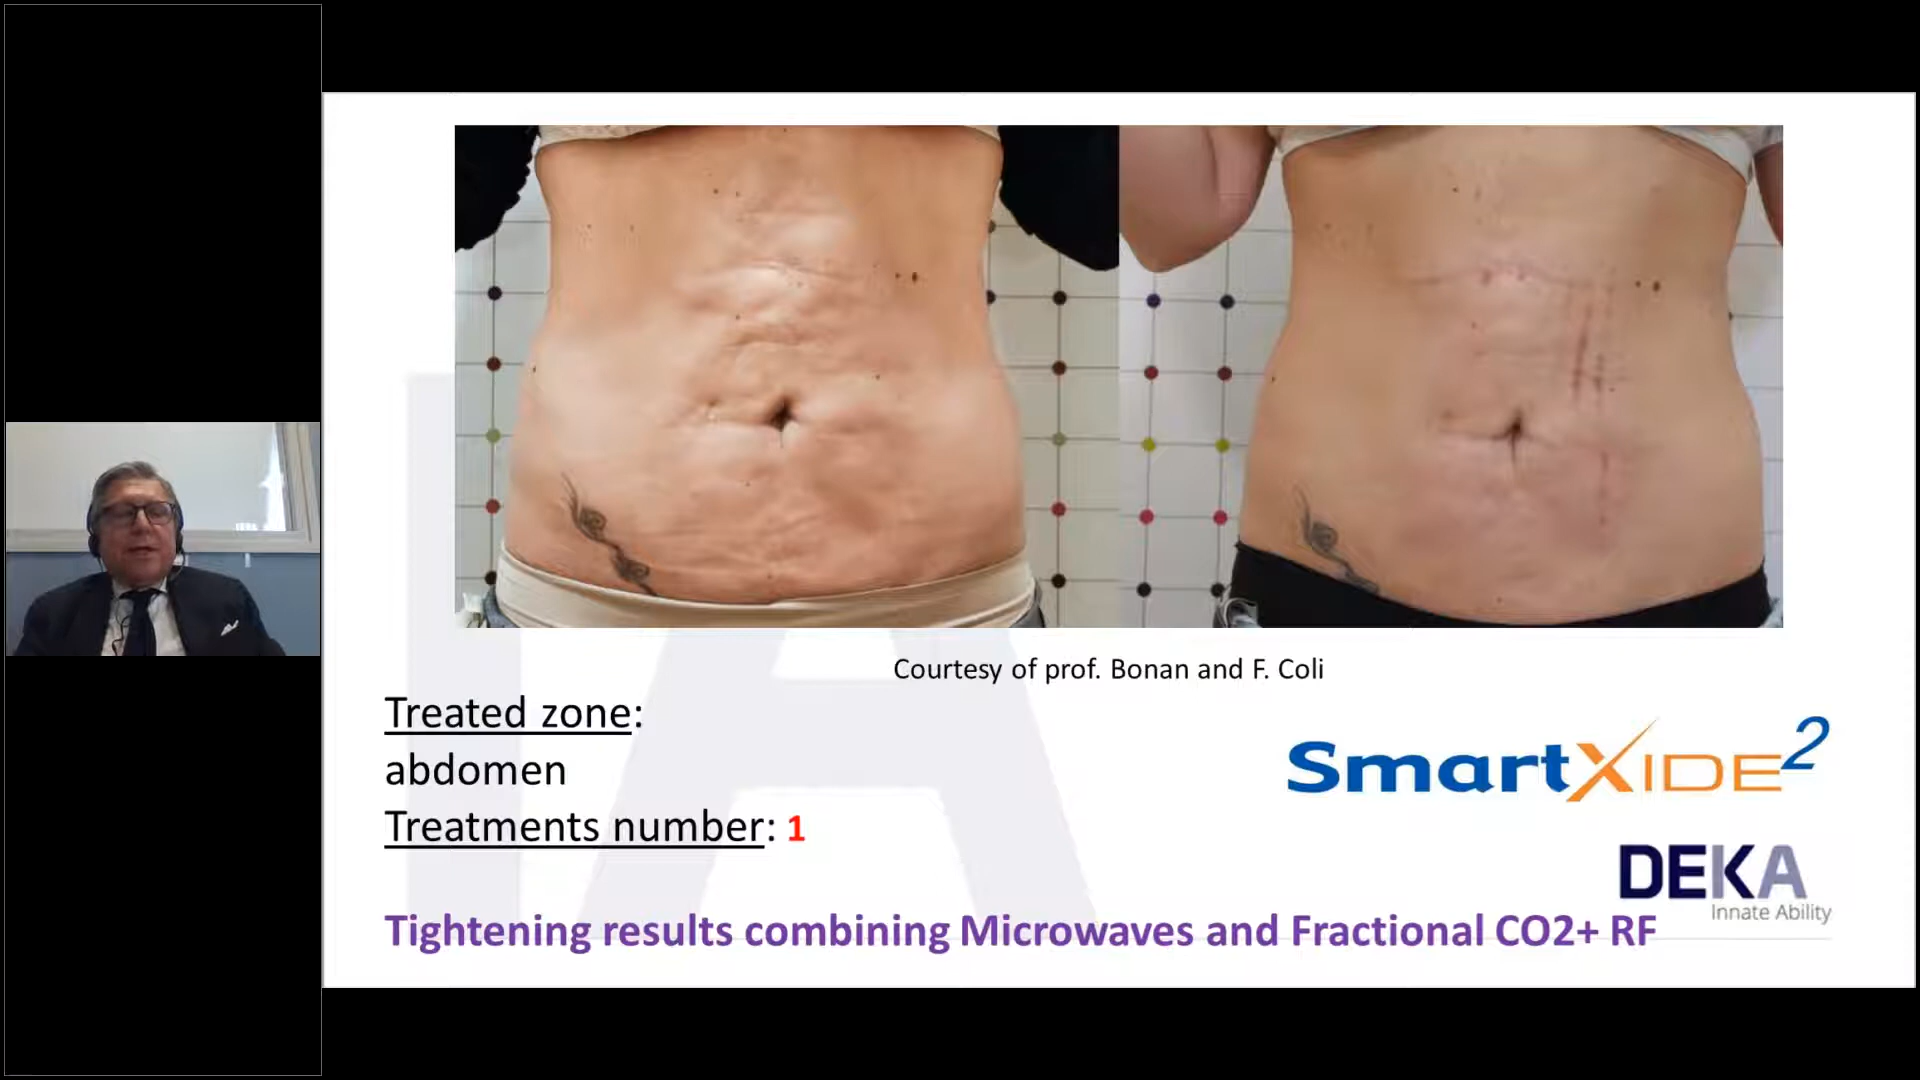 Courtesy of prof. Bonan and F. Coli
Treated zone:
abdomen
Treatments number: 1
SmartXIDE2
DEKA
Innate Ability
Tightening results combining Microwaves and Fractional CO2+ RF